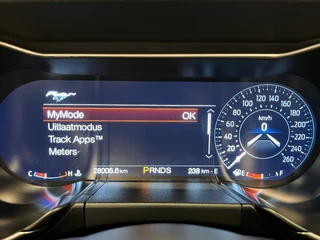 MyMode OK
Uitlaatmodus
Track Apps™
Meters
20 40 60 80 100 120 140 160 180 200 220 240 260
km/h
0
C H
28006.6 km PRNDS 238 km E
E F